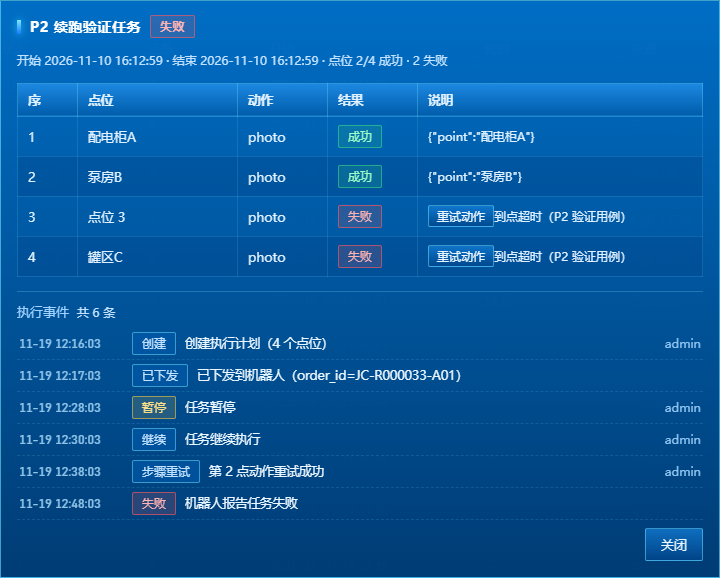 P2 续跑验证任务 失败
开始 2026-11-10 16:12:59 · 结束 2026-11-10 16:12:59 · 点位 2/4 成功 · 2 失败
序 点位 动作 结果 说明
1 配电柜A photo 成功 {"point":"配电柜A"}
2 泵房B photo 成功 {"point":"泵房B"}
3 点位 3 photo 失败 重试动作 到点超时（P2 验证用例）
4 罐区C photo 失败 重试动作 到点超时（P2 验证用例）
执行事件 共 6 条
11-19 12:16:03 创建 创建执行计划（4 个点位） admin
11-19 12:17:03 已下发 已下发到机器人（order_id=JC-R000033-A01）
11-19 12:28:03 暂停 任务暂停 admin
11-19 12:30:03 继续 任务继续执行 admin
11-19 12:38:03 步骤重试 第 2 点动作重试成功 admin
11-19 12:48:03 失败 机器人报告任务失败
关闭